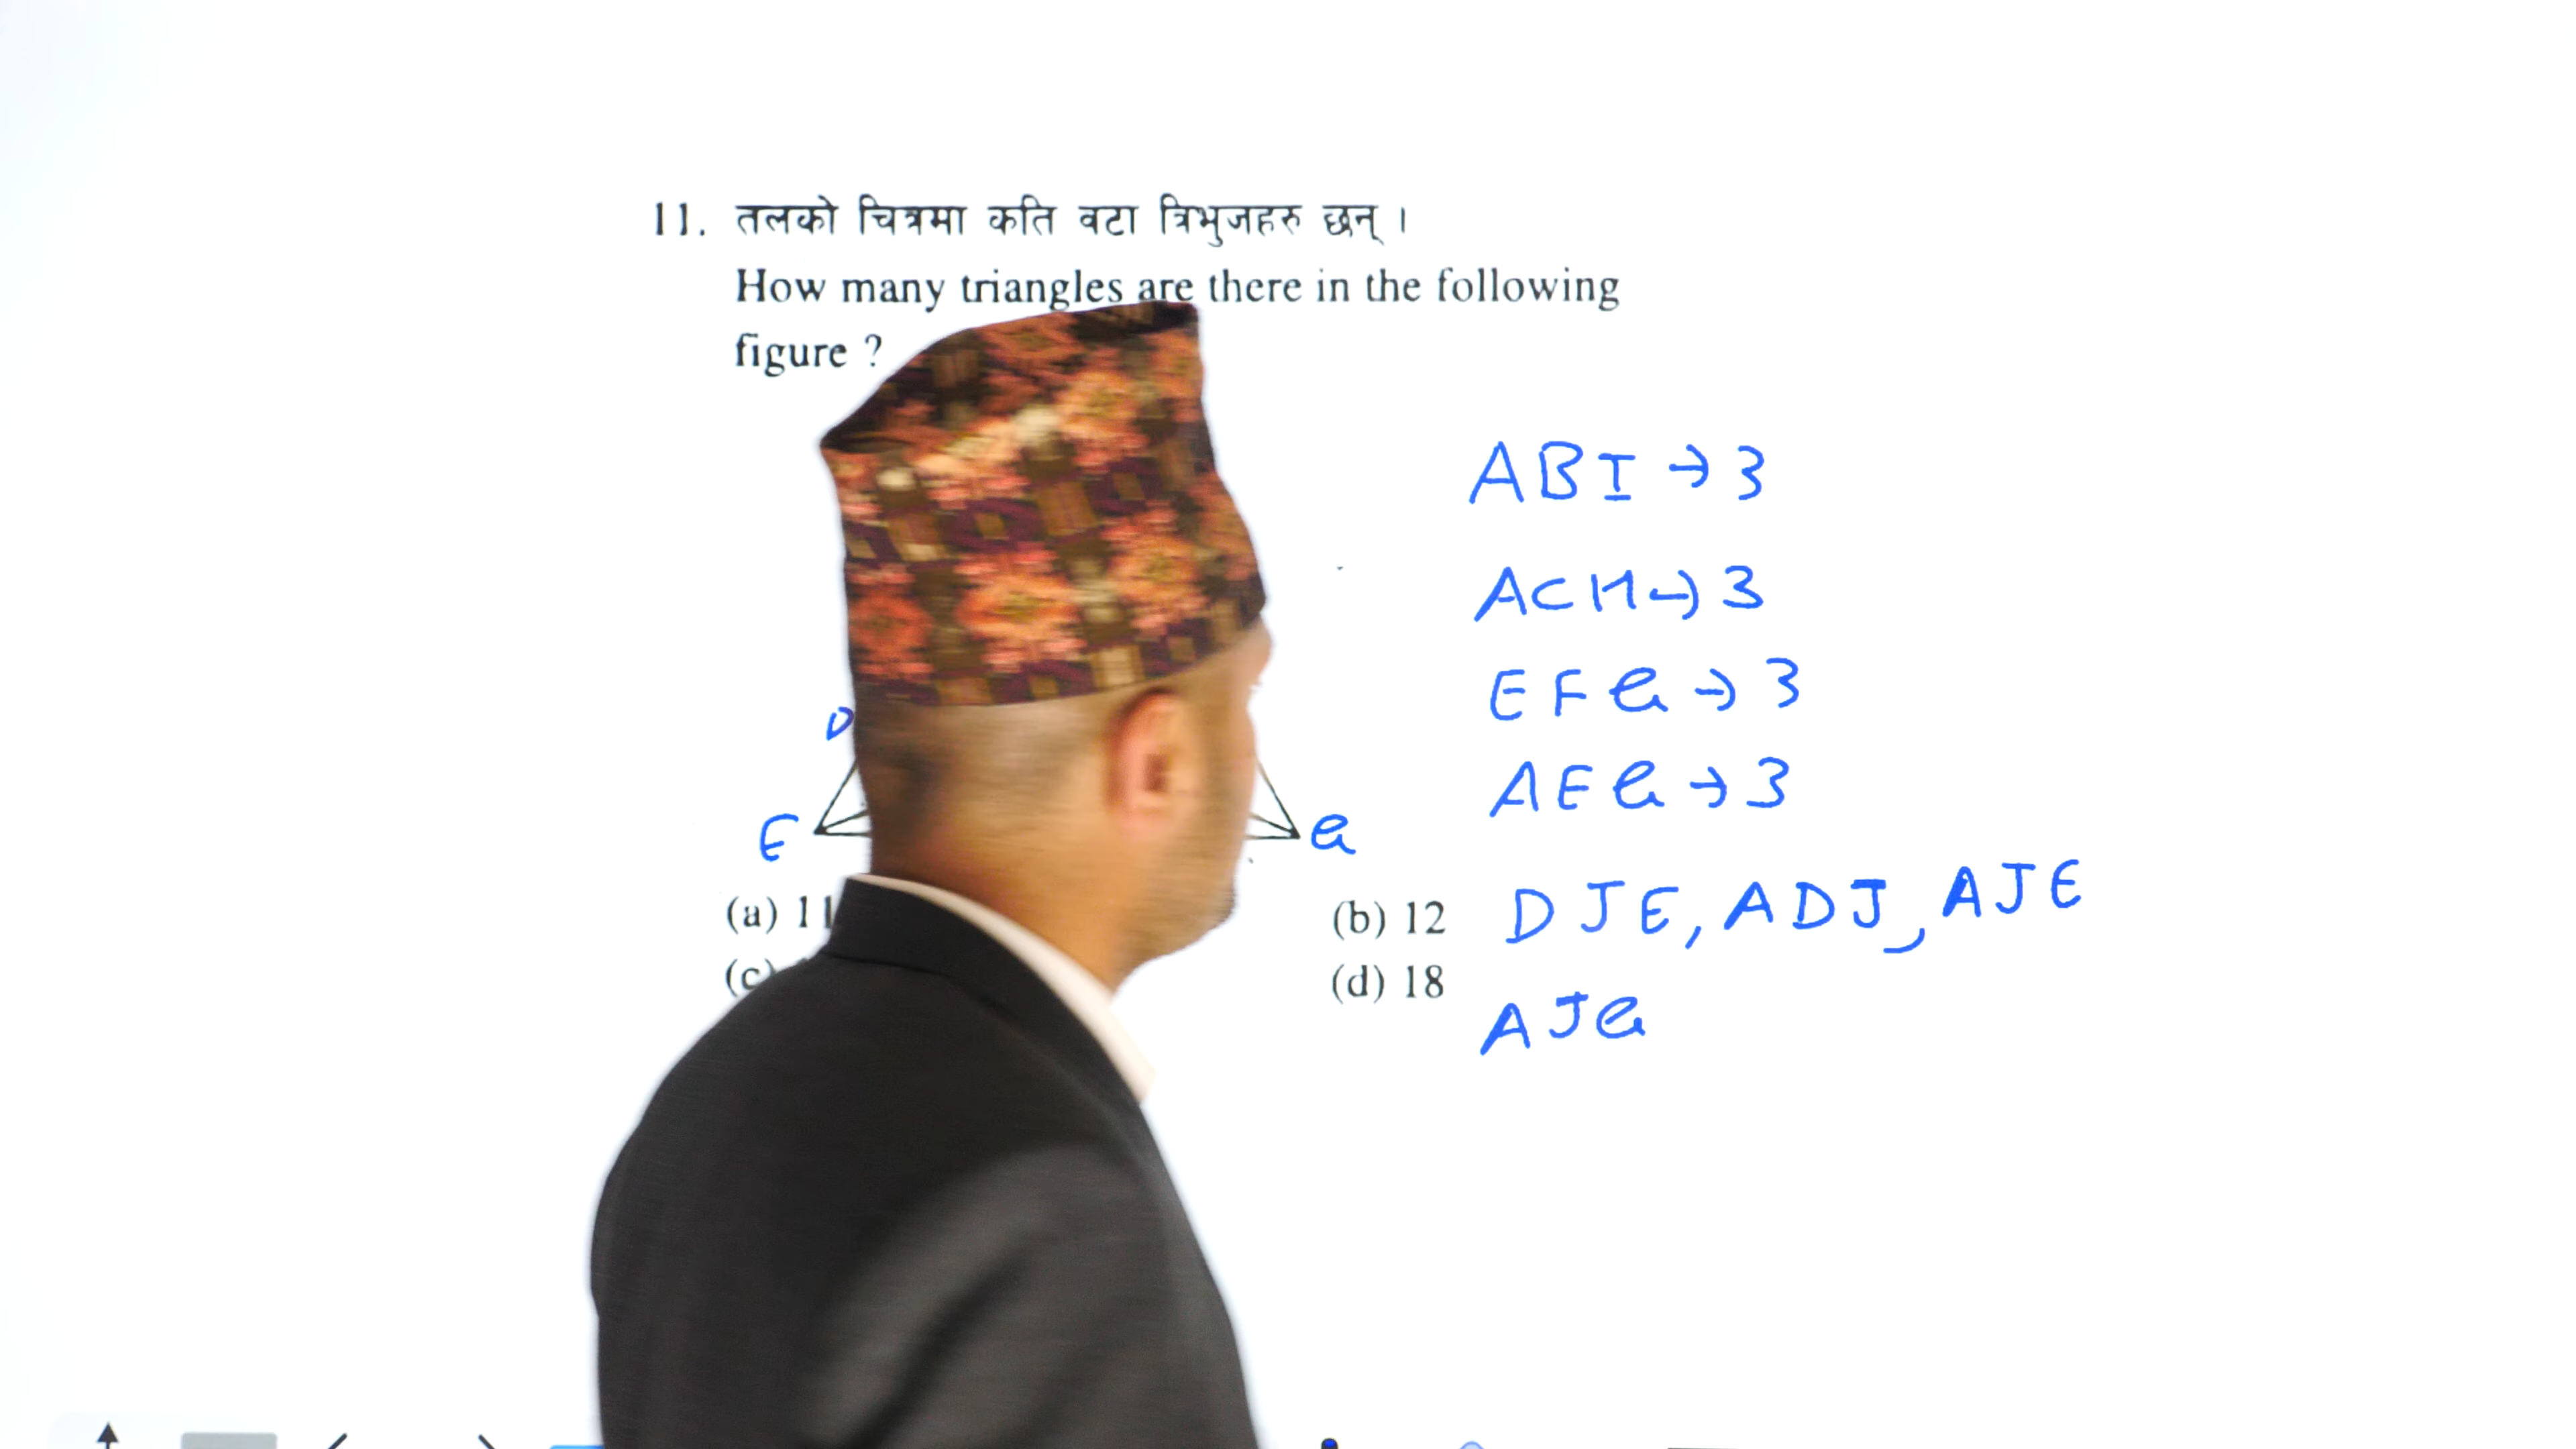 11. तलको चित्रमा कति वटा त्रिभुजहरु छन् ।
How many triangles are there in the following
figure ?
ABI → 3
ACH → 3
EFG → 3
D
AEG → 3
E
G
(a) 11
(b) 12
DJE, ADJ, AJE
(c)
(d) 18
AJG